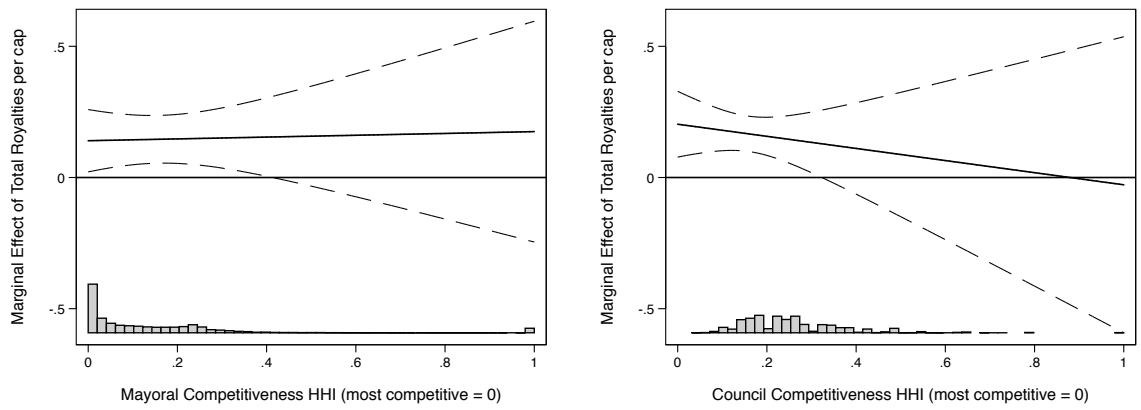 Marginal Effect of Total Royalties per cap
.5
0
-.5
0 .2 .4 .6 .8 1
Mayoral Competitiveness HHI (most competitive = 0)
Marginal Effect of Total Royalties per cap
.5
0
-.5
0 .2 .4 .6 .8 1
Council Competitiveness HHI (most competitive = 0)